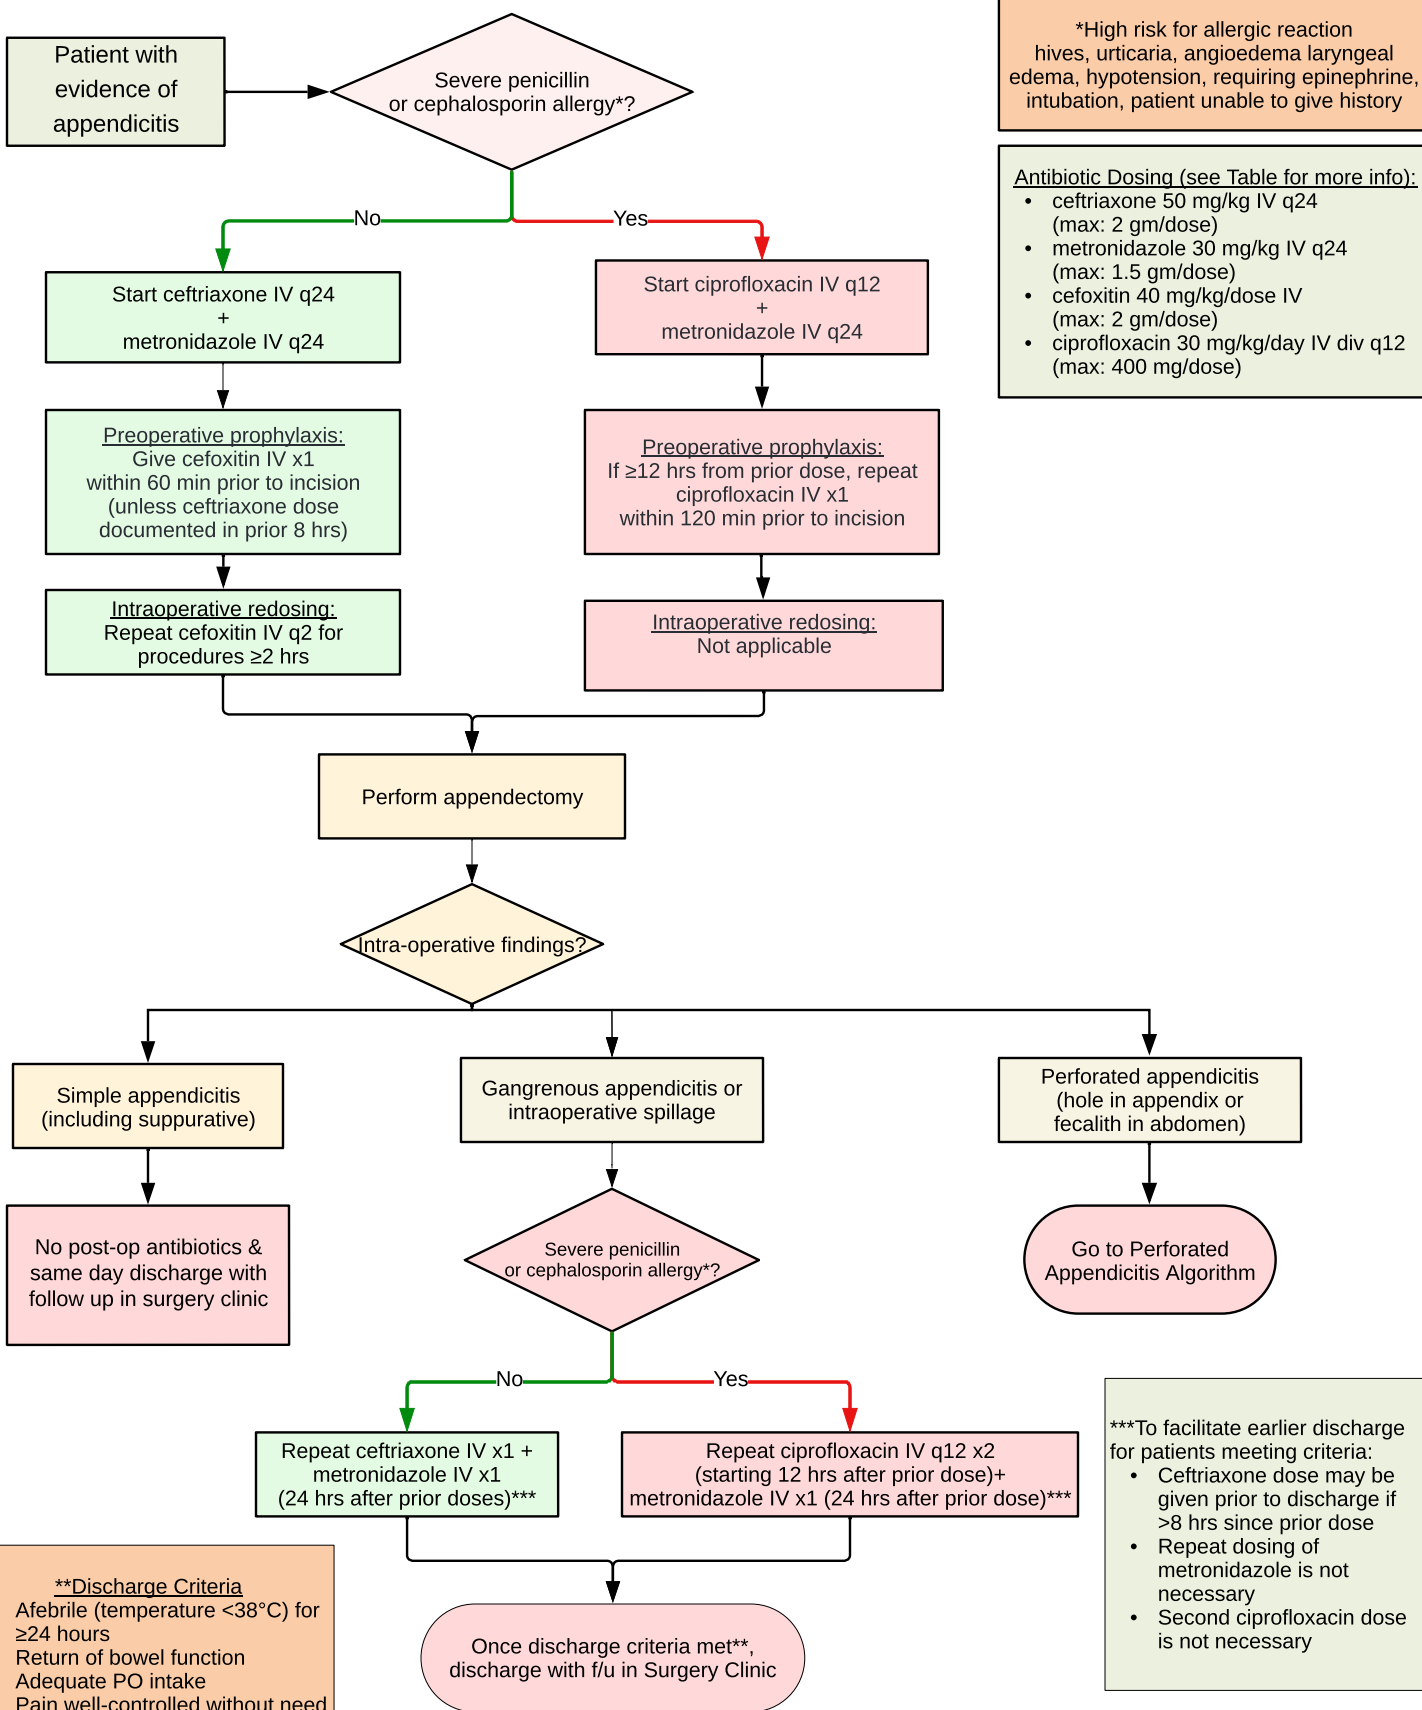 Patient with
evidence of
appendicitis
Severe penicillin
or cephalosporin allergy*?
*High risk for allergic reaction
hives, urticaria, angioedema laryngeal
edema, hypotension, requiring epinephrine,
intubation, patient unable to give history
Antibiotic Dosing (see Table for more info):
• ceftriaxone 50 mg/kg IV q24
(max: 2 gm/dose)
• metronidazole 30 mg/kg IV q24
(max: 1.5 gm/dose)
• cefoxitin 40 mg/kg/dose IV
(max: 2 gm/dose)
• ciprofloxacin 30 mg/kg/day IV div q12
(max: 400 mg/dose)
No
Yes
Start ceftriaxone IV q24
+
metronidazole IV q24
Start ciprofloxacin IV q12
+
metronidazole IV q24
Preoperative prophylaxis:
Give cefoxitin IV x1
within 60 min prior to incision
(unless ceftriaxone dose
documented in prior 8 hrs)
Preoperative prophylaxis:
If ≥12 hrs from prior dose, repeat
ciprofloxacin IV x1
within 120 min prior to incision
Intraoperative redosing:
Repeat cefoxitin IV q2 for
procedures ≥2 hrs
Intraoperative redosing:
Not applicable
Perform appendectomy
Intra-operative findings?
Simple appendicitis
(including suppurative)
Gangrenous appendicitis or
intraoperative spillage
Perforated appendicitis
(hole in appendix or
fecalith in abdomen)
No post-op antibiotics &
same day discharge with
follow up in surgery clinic
Severe penicillin
or cephalosporin allergy*?
Go to Perforated
Appendicitis Algorithm
No
Yes
Repeat ceftriaxone IV x1 +
metronidazole IV x1
(24 hrs after prior doses)***
Repeat ciprofloxacin IV q12 x2
(starting 12 hrs after prior dose)+
metronidazole IV x1 (24 hrs after prior dose)***
***To facilitate earlier discharge
for patients meeting criteria:
• Ceftriaxone dose may be
given prior to discharge if
>8 hrs since prior dose
• Repeat dosing of
metronidazole is not
necessary
• Second ciprofloxacin dose
is not necessary
**Discharge Criteria
Afebrile (temperature <38°C) for
≥24 hours
Return of bowel function
Adequate PO intake
Pain well-controlled without need
Once discharge criteria met**,
discharge with f/u in Surgery Clinic